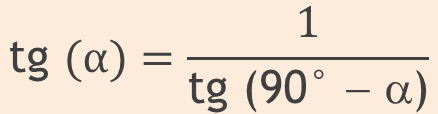 tg (α) = 1 / tg (90° − α)